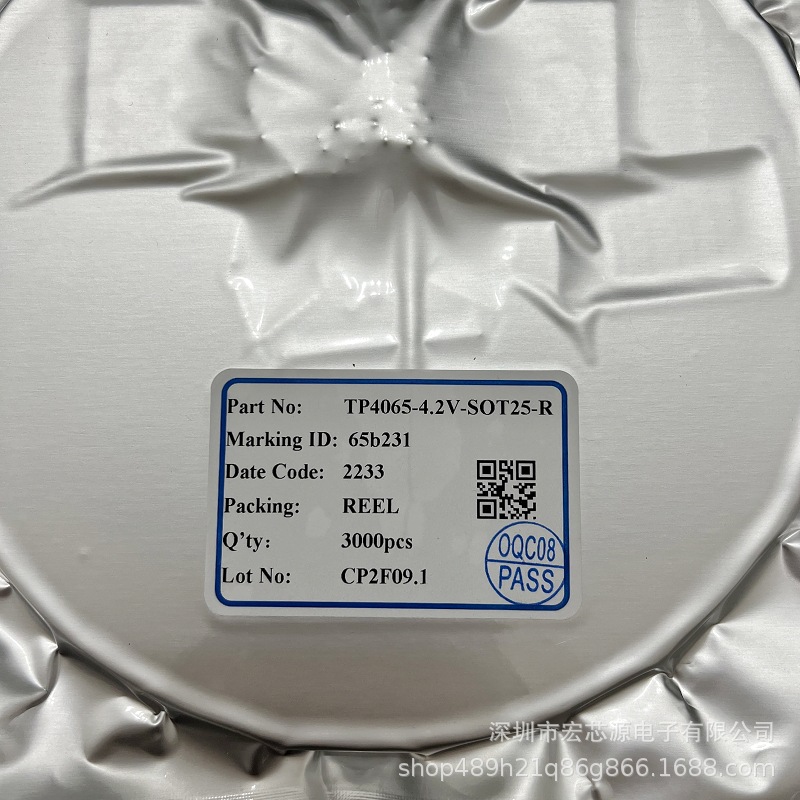 Part No: TP4065-4.2V-SOT25-R
Marking ID: 65b231
Date Code: 2233
Packing: REEL
Q'ty: 3000pcs
Lot No: CP2F09.1
OQC08
PASS
深圳市宏芯源电子有限公司
shop489h21q86g866.1688.com